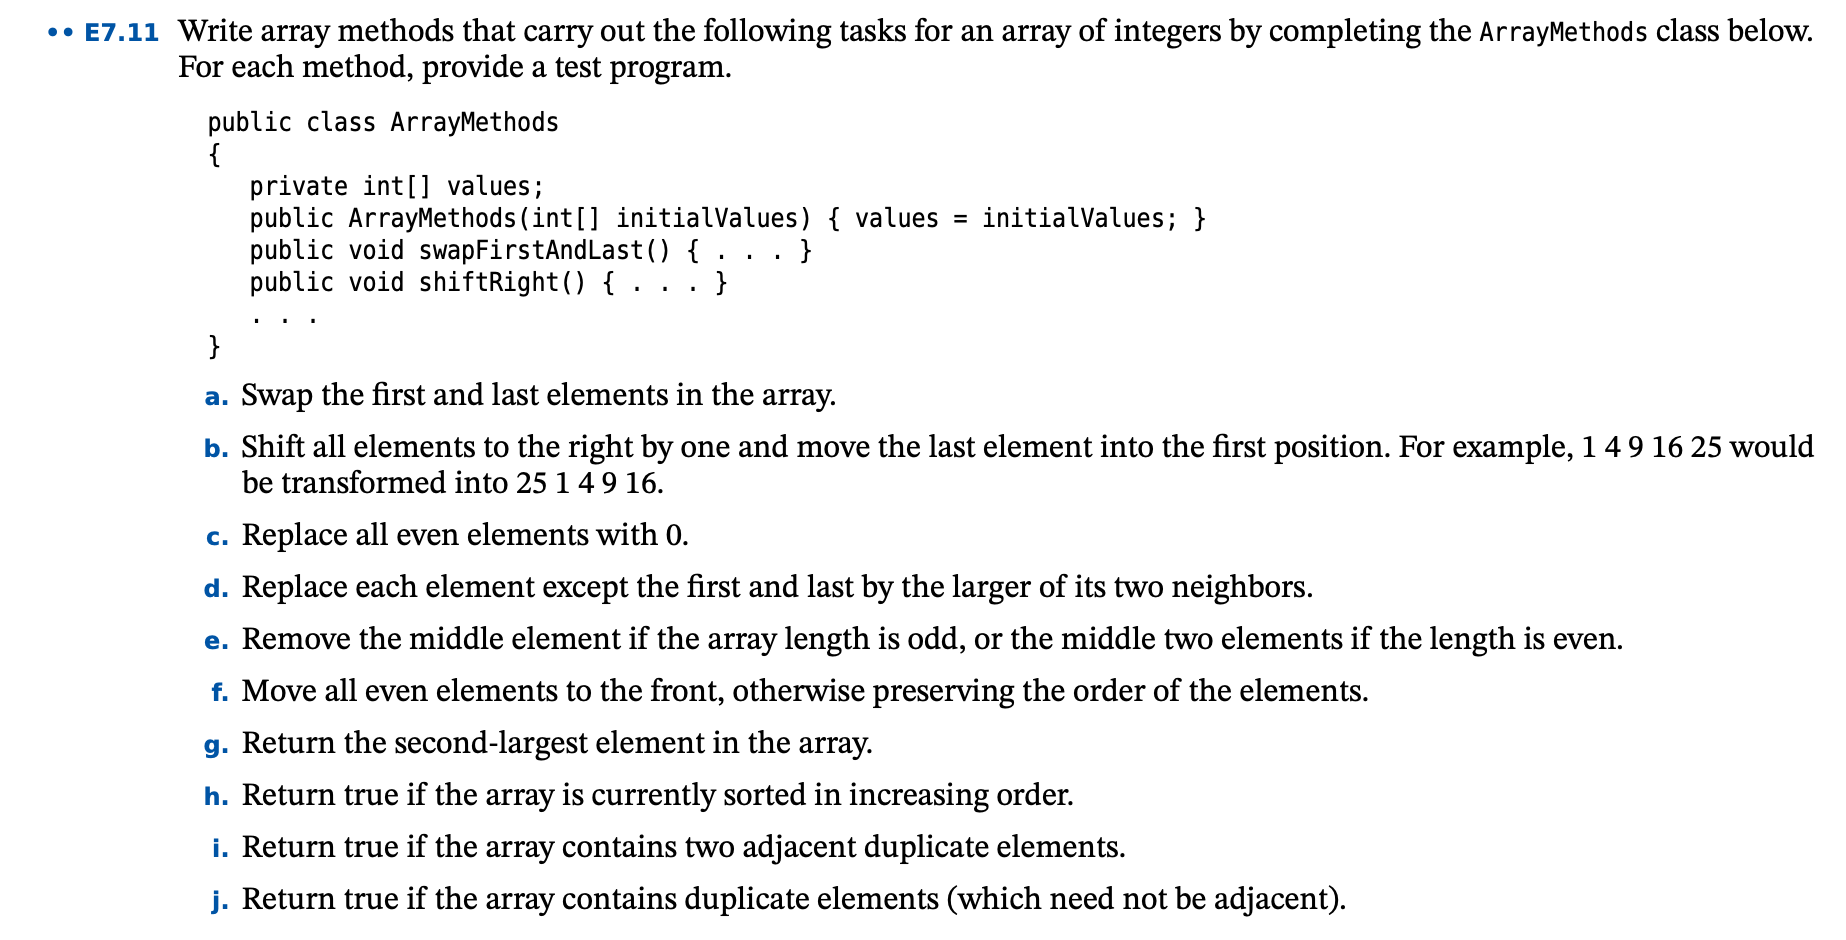 •• E7.11 Write array methods that carry out the following tasks for an array of integers by completing the ArrayMethods class below.
For each method, provide a test program.
public class ArrayMethods
{
   private int[] values;
   public ArrayMethods(int[] initialValues) { values = initialValues; }
   public void swapFirstAndLast() { . . . }
   public void shiftRight() { . . . }
   . . .
}
a. Swap the first and last elements in the array.
b. Shift all elements to the right by one and move the last element into the first position. For example, 1 4 9 16 25 would
be transformed into 25 1 4 9 16.
c. Replace all even elements with 0.
d. Replace each element except the first and last by the larger of its two neighbors.
e. Remove the middle element if the array length is odd, or the middle two elements if the length is even.
f. Move all even elements to the front, otherwise preserving the order of the elements.
g. Return the second-largest element in the array.
h. Return true if the array is currently sorted in increasing order.
i. Return true if the array contains two adjacent duplicate elements.
j. Return true if the array contains duplicate elements (which need not be adjacent).